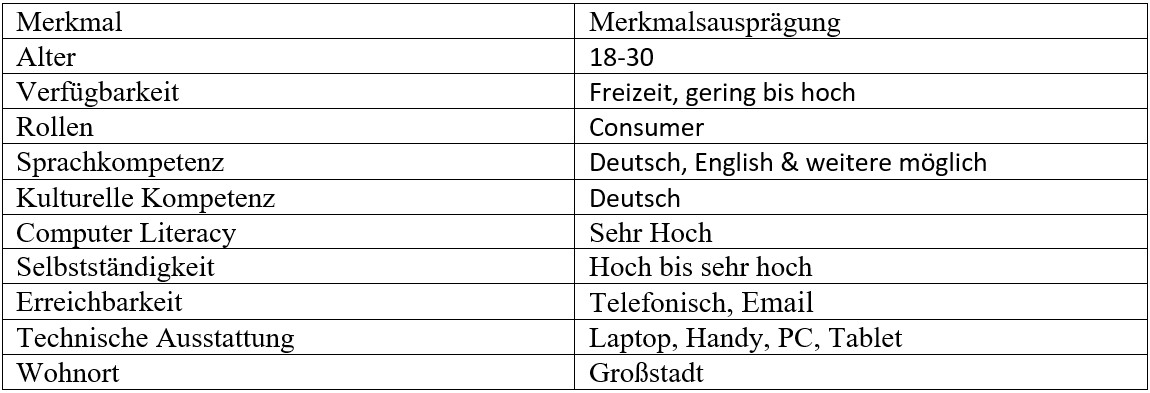 Merkmal Merkmalsausprägung
Alter 18-30
Verfügbarkeit Freizeit, gering bis hoch
Rollen Consumer
Sprachkompetenz Deutsch, English & weitere möglich
Kulturelle Kompetenz Deutsch
Computer Literacy Sehr Hoch
Selbstständigkeit Hoch bis sehr hoch
Erreichbarkeit Telefonisch, Email
Technische Ausstattung Laptop, Handy, PC, Tablet
Wohnort Großstadt